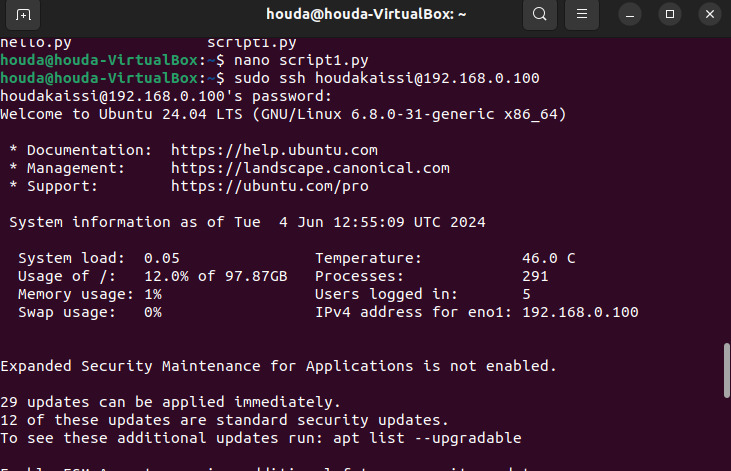 houda@houda-VirtualBox: ~
hello.py script1.py
houda@houda-VirtualBox:~$ nano script1.py
houda@houda-VirtualBox:~$ sudo ssh houdakaissi@192.168.0.100
houdakaissi@192.168.0.100's password:
Welcome to Ubuntu 24.04 LTS (GNU/Linux 6.8.0-31-generic x86_64)
* Documentation: https://help.ubuntu.com
* Management: https://landscape.canonical.com
* Support: https://ubuntu.com/pro
System information as of Tue 4 Jun 12:55:09 UTC 2024
System load: 0.05 Temperature: 46.0 C
Usage of /: 12.0% of 97.87GB Processes: 291
Memory usage: 1% Users logged in: 5
Swap usage: 0% IPv4 address for eno1: 192.168.0.100
Expanded Security Maintenance for Applications is not enabled.
29 updates can be applied immediately.
12 of these updates are standard security updates.
To see these additional updates run: apt list --upgradable